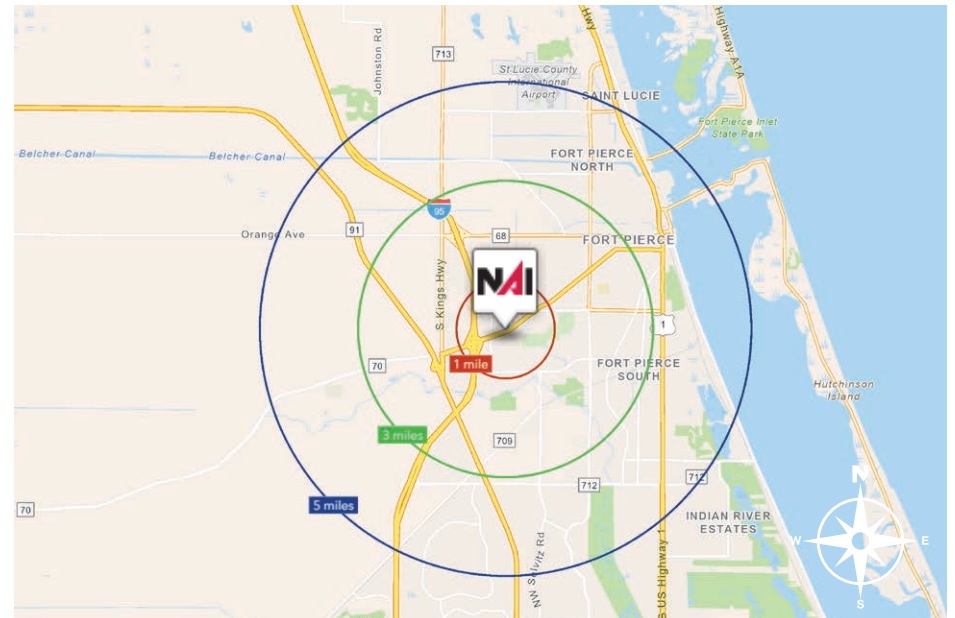 Hwy
Highway A1A
Johnston Rd
713
St Lucie County
International
Airport
SAINT LUCIE
Fort Pierce Inlet
State Park
Belcher Canal
Belcher Canal
FORT PIERCE
NORTH
95
Orange Ave
91
68
FORT PIERCE
S Kings Hwy
NAI
1
1 mile
70
FORT PIERCE
SOUTH
Hutchinson
Island
3 miles
709
712
712
5 miles
70
INDIAN RIVER
ESTATES
NW Selvitz Rd
S US Highway 1
N
W
E
S